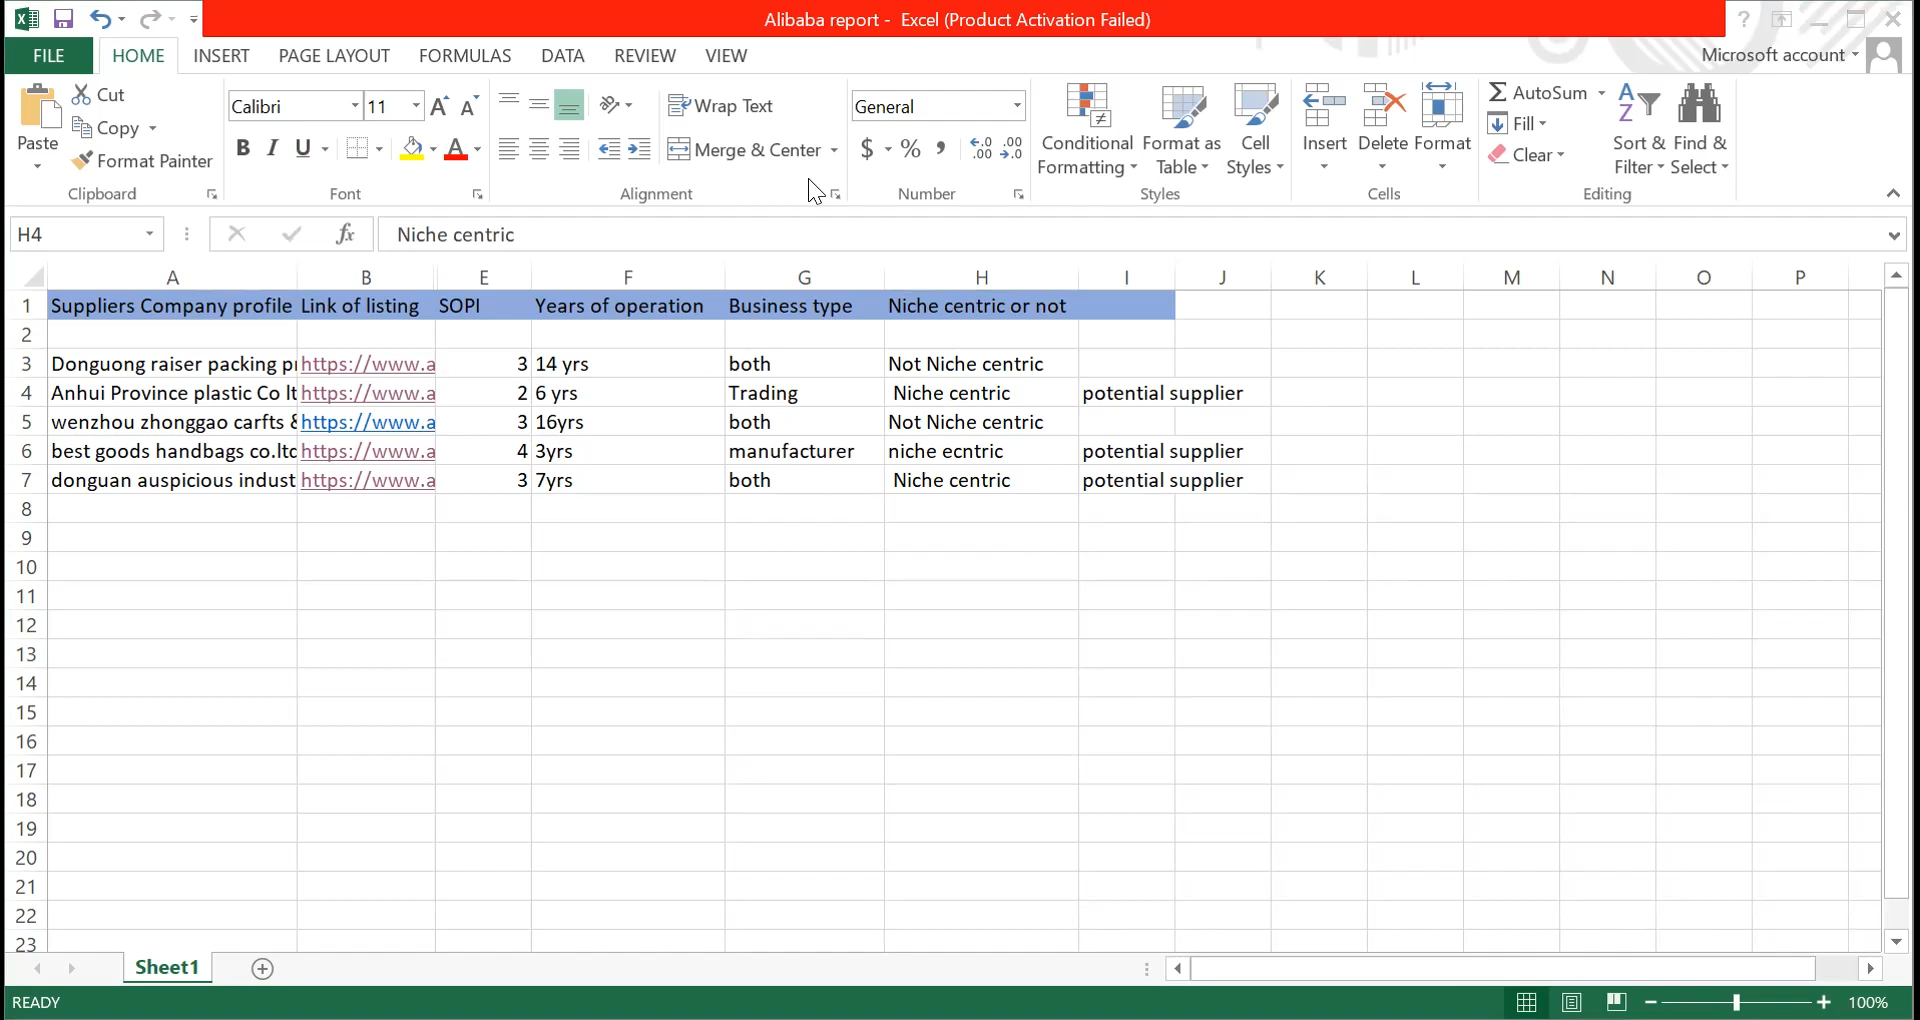 Alibaba report - Excel (Product Activation Failed)
FILE HOME INSERT PAGE LAYOUT FORMULAS DATA REVIEW VIEW Microsoft account
Paste
Cut
Copy
Format Painter
Clipboard
Calibri 11
B I U A
Font
Wrap Text
Merge & Center
Alignment
General
$ % , .0 .00 .00 .0
Number
Conditional Formatting
Format as Table
Cell Styles
Styles
Insert
Delete
Format
Cells
AutoSum
Fill
Clear
Sort & Filter
Find & Select
Editing
H4 fx Niche centric
A B E F G H I J K L M N O P
1 Suppliers Company profile Link of listing SOPI Years of operation Business type Niche centric or not
2
3 Donguong raiser packing pr https://www.a 3 14 yrs both Not Niche centric
4 Anhui Province plastic Co lt https://www.a 2 6 yrs Trading Niche centric potential supplier
5 wenzhou zhonggao carfts & https://www.a 3 16yrs both Not Niche centric
6 best goods handbags co.ltd https://www.a 4 3yrs manufacturer niche ecntric potential supplier
7 donguan auspicious indust https://www.a 3 7yrs both Niche centric potential supplier
8
9
10
11
12
13
14
15
16
17
18
19
20
21
22
23
Sheet1
READY 100%